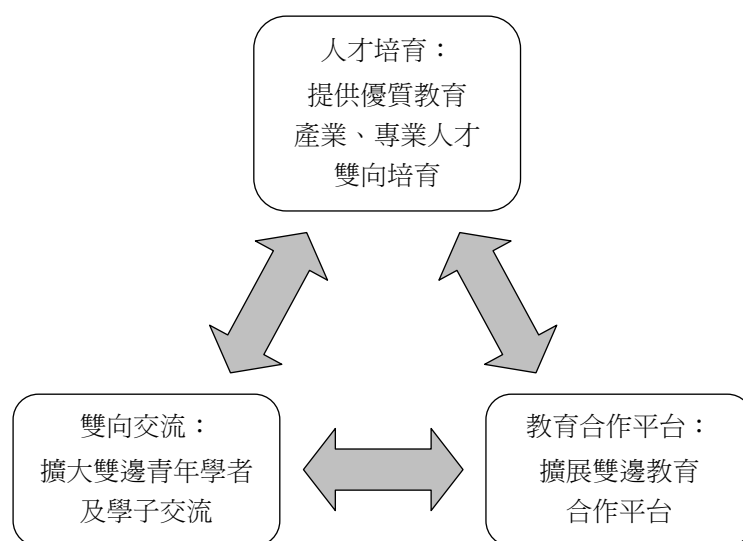 人才培育：
提供優質教育
產業、專業人才
雙向培育
雙向交流：
擴大雙邊青年學者
及學子交流
教育合作平台：
擴展雙邊教育
合作平台